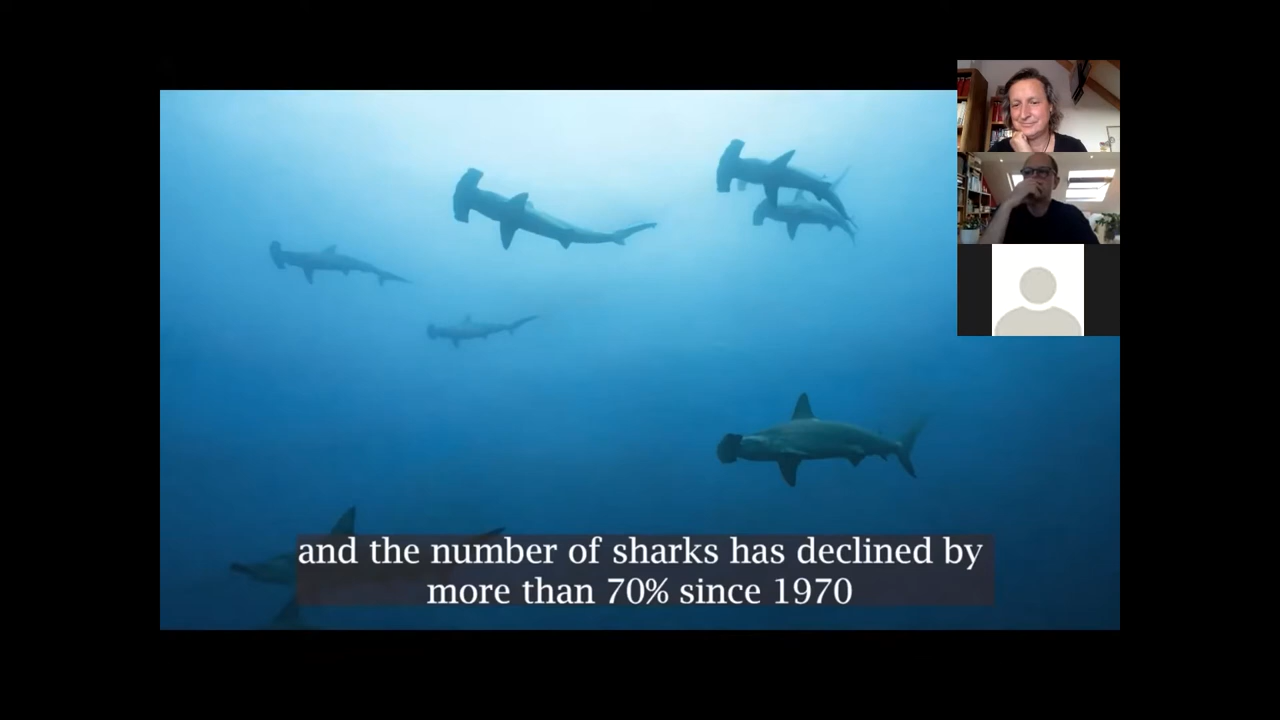 and the number of sharks has declined by
more than 70% since 1970